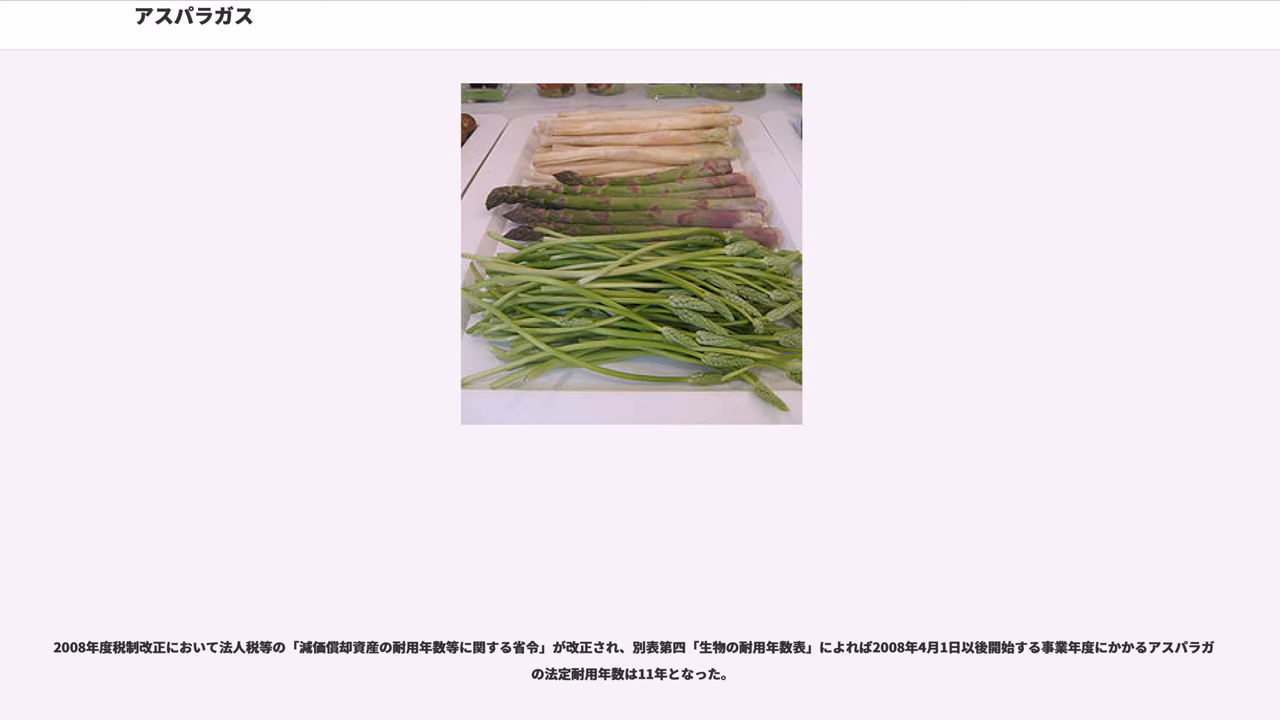 アスパラガス
2008年度税制改正において法人税等の「減価償却資産の耐用年数等に関する省令」が改正され、別表第四「生物の耐用年数表」によれば2008年4月1日以後開始する事業年度にかかるアスパラガ
の法定耐用年数は11年となった。